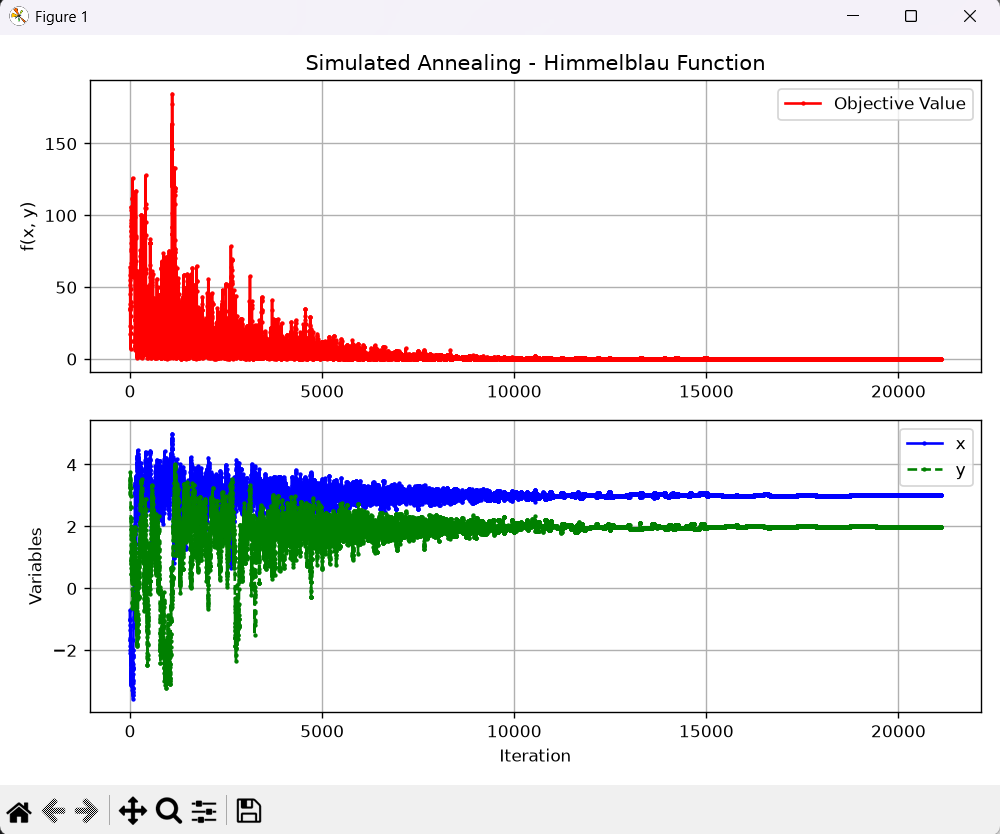 Figure 1
Simulated Annealing - Himmelblau Function
Objective Value
f(x, y)
150
100
50
0
0 5000 10000 15000 20000
x
y
Variables
4
2
0
−2
0 5000 10000 15000 20000
Iteration